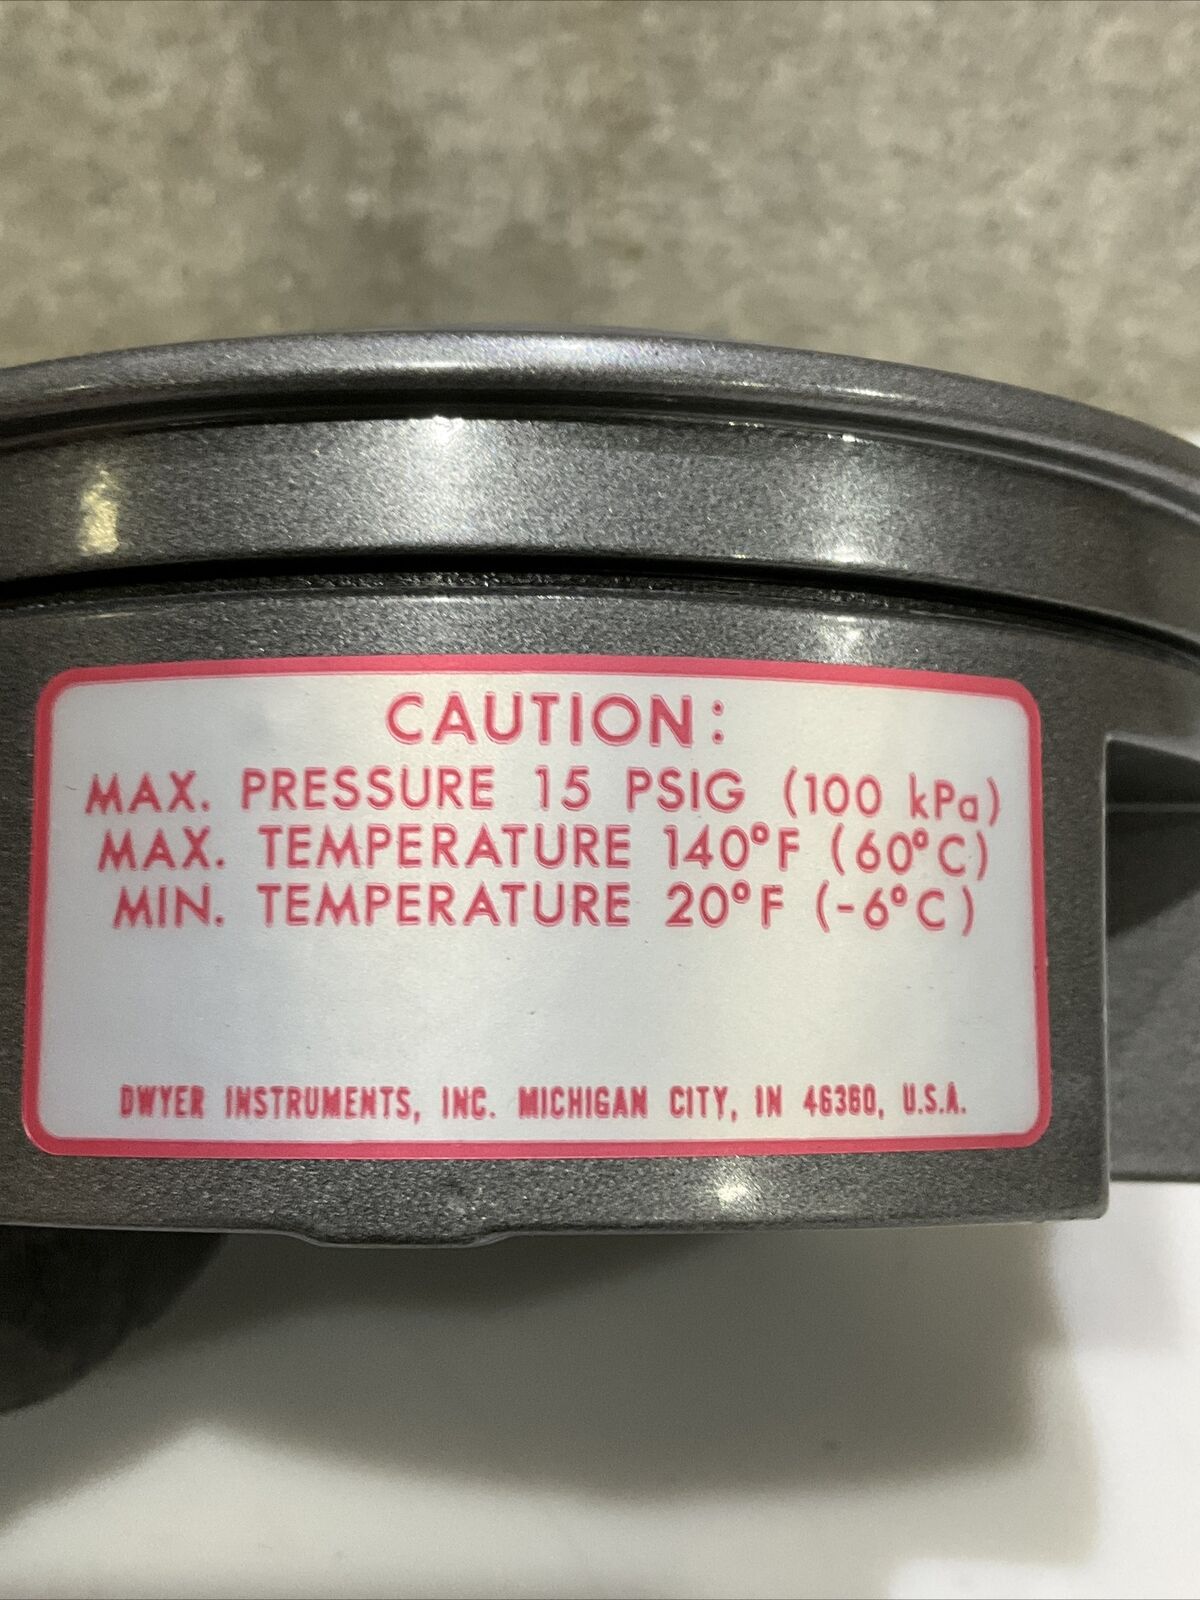 CAUTION:
MAX. PRESSURE 15 PSIG (100 kPa)
MAX. TEMPERATURE 140°F (60°C)
MIN. TEMPERATURE 20°F (-6°C)
DWYER INSTRUMENTS, INC. MICHIGAN CITY, IN 46360, U.S.A.